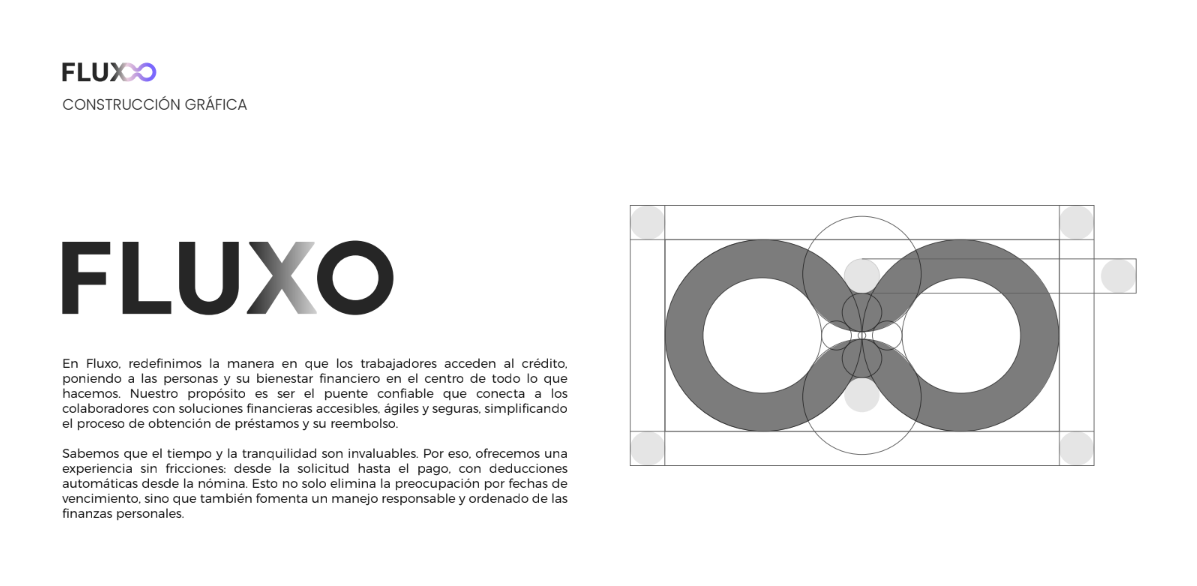 FLUXO
CONSTRUCCIÓN GRÁFICA
FLUXO
En Fluxo, redefinimos la manera en que los trabajadores acceden al crédito,
poniendo a las personas y su bienestar financiero en el centro de todo lo que
hacemos. Nuestro propósito es ser el puente confiable que conecta a los
colaboradores con soluciones financieras accesibles, ágiles y seguras, simplificando
el proceso de obtención de préstamos y su reembolso.
Sabemos que el tiempo y la tranquilidad son invaluables. Por eso, ofrecemos una
experiencia sin fricciones: desde la solicitud hasta el pago, con deducciones
automáticas desde la nómina. Esto no solo elimina la preocupación por fechas de
vencimiento, sino que también fomenta un manejo responsable y ordenado de las
finanzas personales.